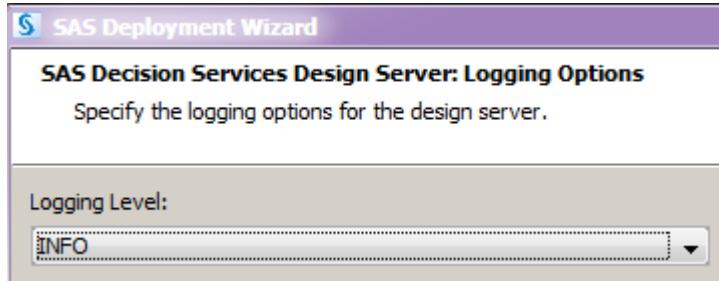 SAS Deployment Wizard
SAS Decision Services Design Server: Logging Options
Specify the logging options for the design server.
Logging Level:
INFO